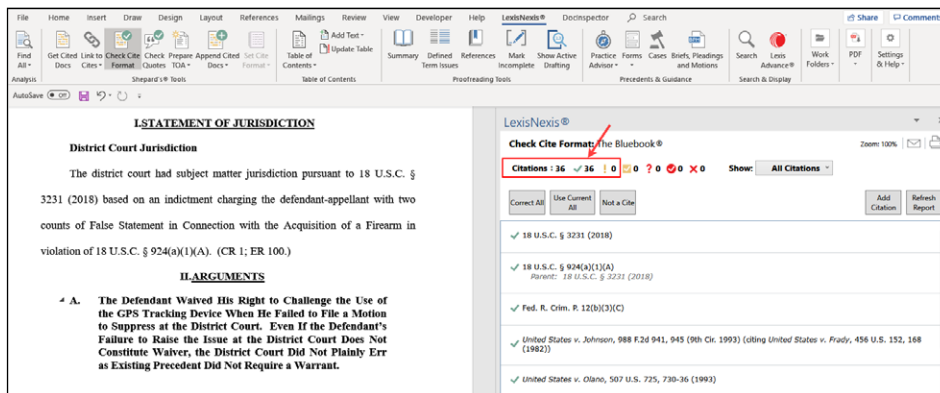 File Home Insert Draw Design Layout References Mailings Review View Developer Help LexisNexis® Docinspector Search Share Comments
Find Get Cited Link to Check Cite Check Prepare Append Cited Set Cite Table of Add Text Summary Defined References Mark Show Active Practice Forms Cases Briefs, Pleadings Search Lexis Work PDF Settings
All Docs Cites Format Quotes TOA Docs Format Contents Update Table Term Issues Incomplete Drafting Advisor and Motions Advance® Folders & Help
Analysis Shepard's® Tools Table of Contents Proofreading Tools Precedents & Guidance Search & Display
AutoSave Off
I.STATEMENT OF JURISDICTION
District Court Jurisdiction
The district court had subject matter jurisdiction pursuant to 18 U.S.C. §
3231 (2018) based on an indictment charging the defendant-appellant with two
counts of False Statement in Connection with the Acquisition of a Firearm in
violation of 18 U.S.C. § 924(a)(1)(A). (CR 1; ER 100.)
II.ARGUMENTS
A. The Defendant Waived His Right to Challenge the Use of
the GPS Tracking Device When He Failed to File a Motion
to Suppress at the District Court. Even If the Defendant's
Failure to Raise the Issue at the District Court Does Not
Constitute Waiver, the District Court Did Not Plainly Err
as Existing Precedent Did Not Require a Warrant.
LexisNexis®
Check Cite Format: The Bluebook® Zoom: 100%
Citations : 36 ✓ 36 ! 0 0 ? 0 0 ✕ 0 Show: All Citations
Correct All Use Current All Not a Cite Add Citation Refresh Report
✓ 18 U.S.C. § 3231 (2018)
✓ 18 U.S.C. § 924(a)(1)(A)
Parent: 18 U.S.C. § 3231 (2018)
✓ Fed. R. Crim. P. 12(b)(3)(C)
✓ United States v. Johnson, 988 F.2d 941, 945 (9th Cir. 1993) (citing United States v. Frady, 456 U.S. 152, 168
(1982))
✓ United States v. Olano, 507 U.S. 725, 730-36 (1993)